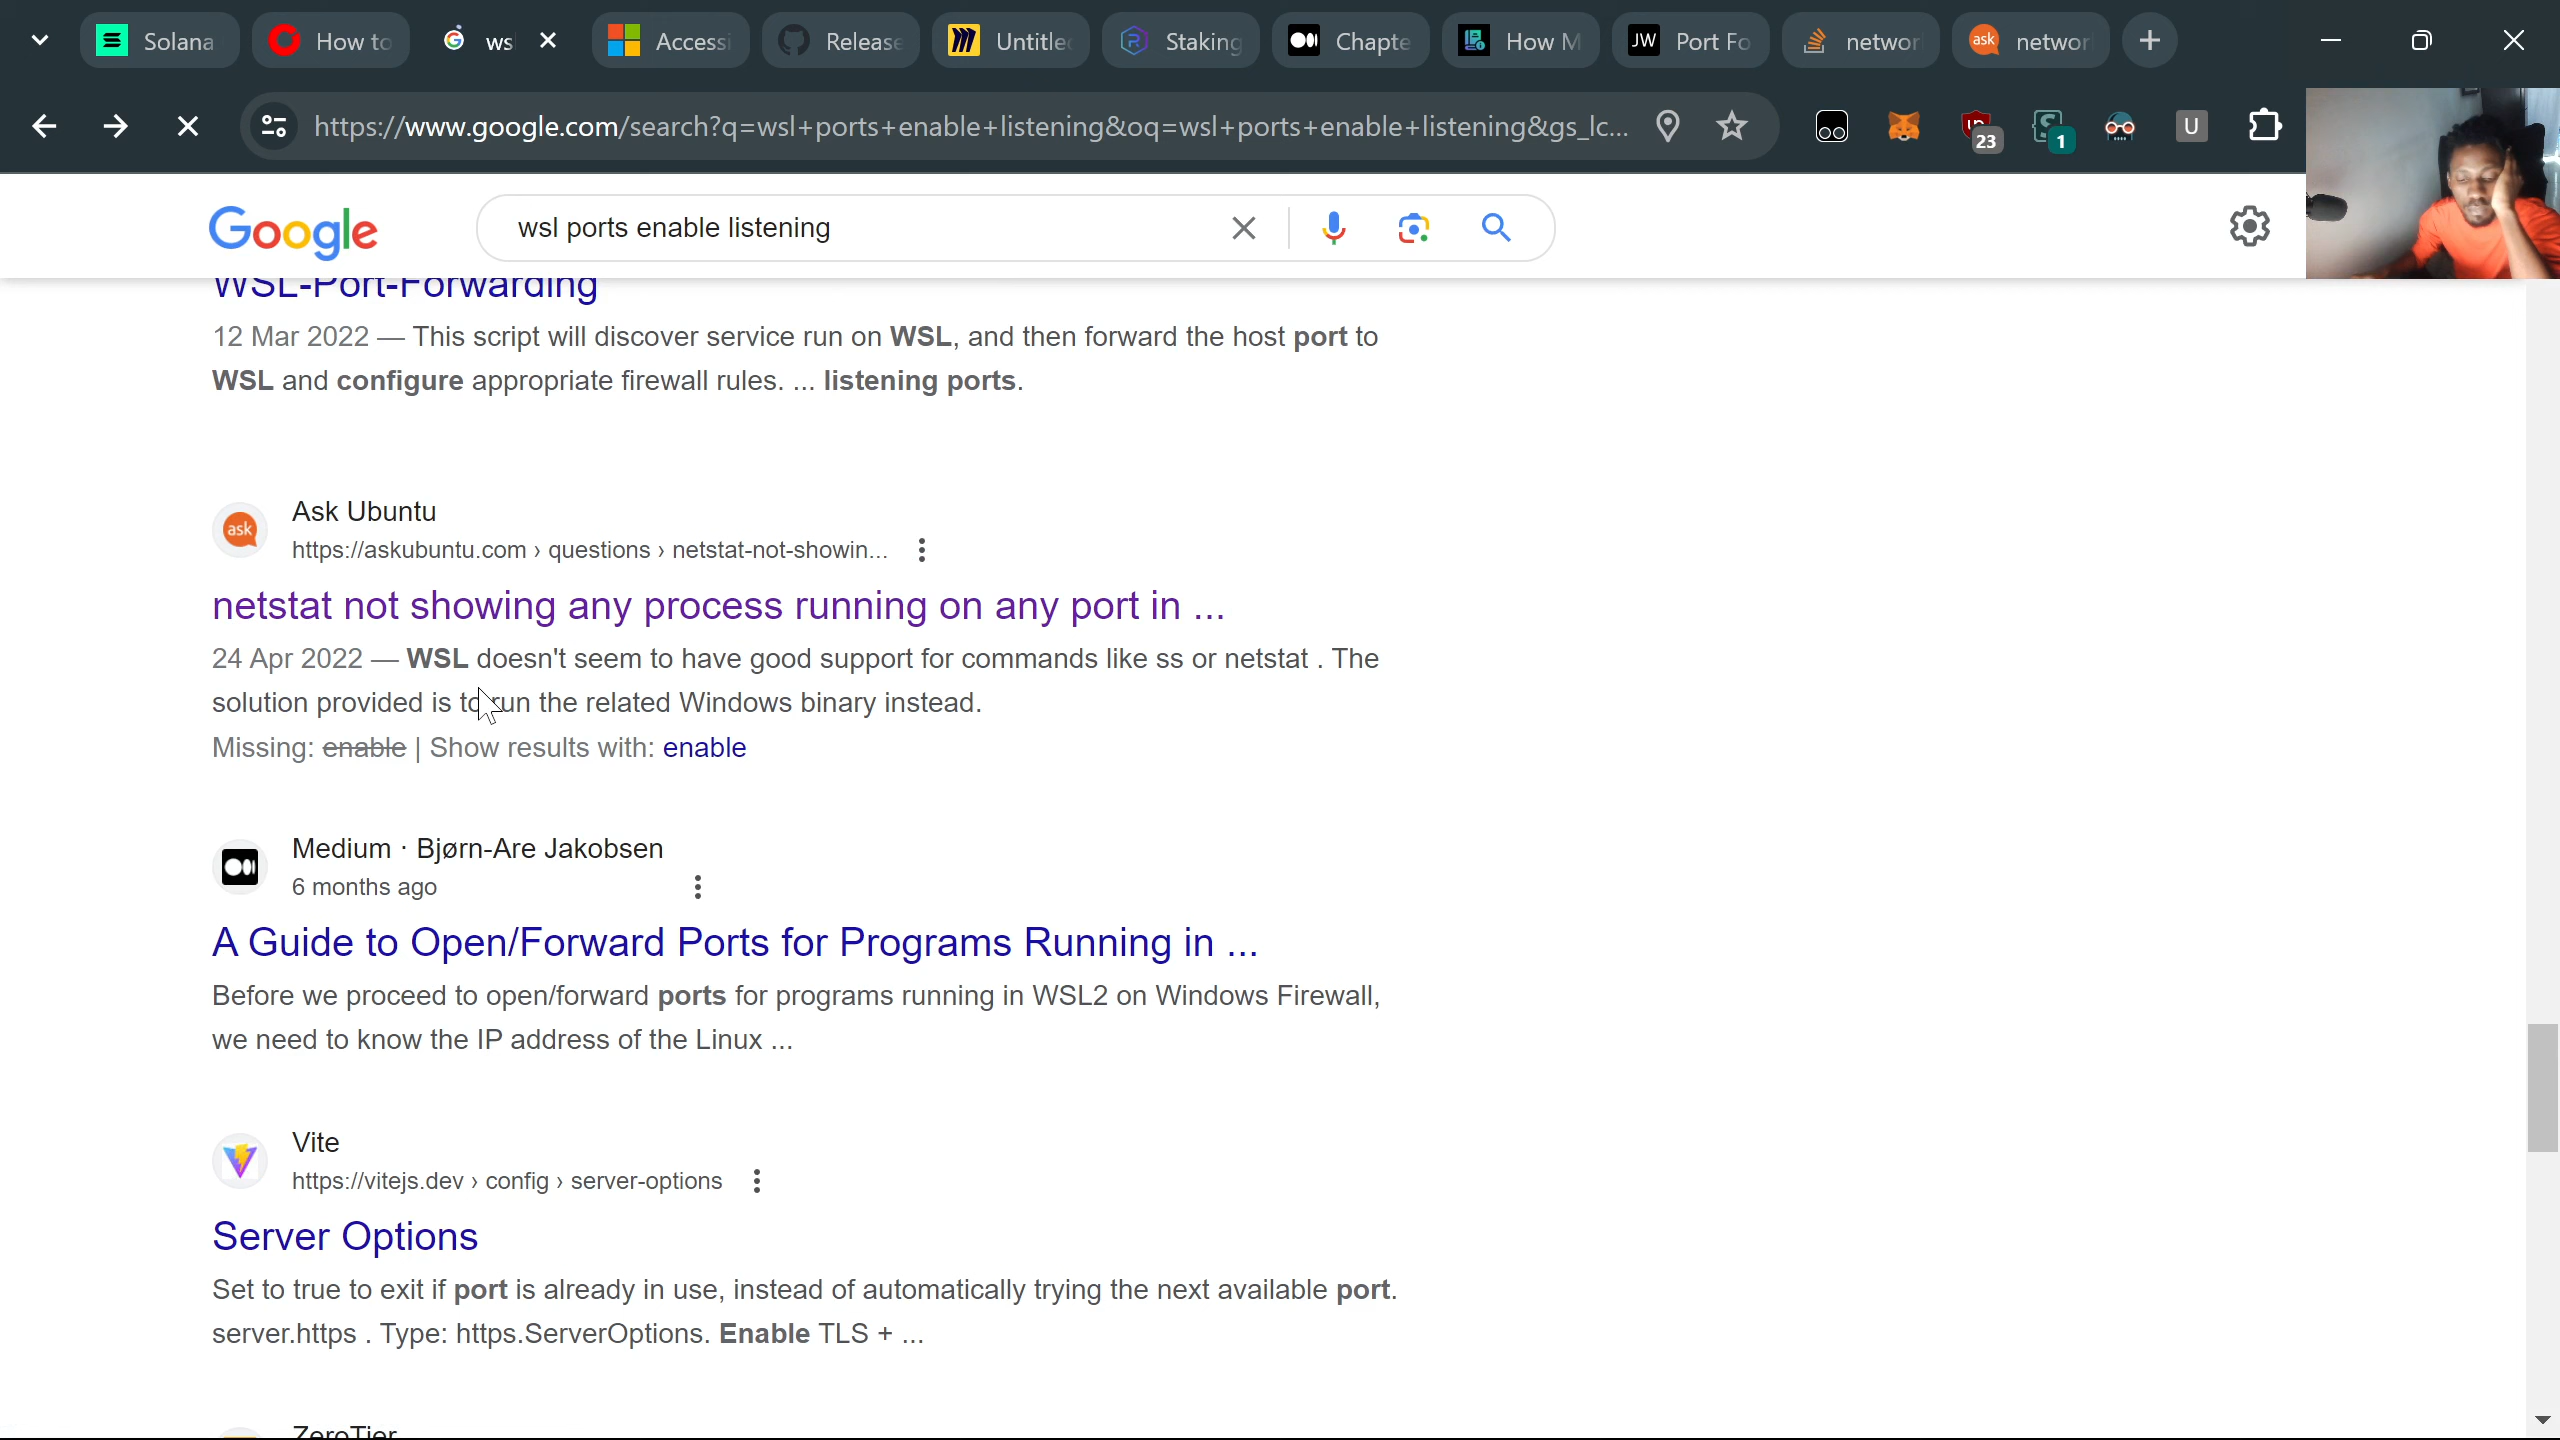 Solana
How to
ws
Accessi
Release
Untitled
Staking
Chapte
How M
JW
Port Fo
networ
ask
networ
https://www.google.com/search?q=wsl+ports+enable+listening&oq=wsl+ports+enable+listening&gs_lc...
23
1
U
Google
wsl ports enable listening
WSL-Port-Forwarding
12 Mar 2022 — This script will discover service run on WSL, and then forward the host port to
WSL and configure appropriate firewall rules. ... listening ports.
ask
Ask Ubuntu
https://askubuntu.com › questions › netstat-not-showin...
netstat not showing any process running on any port in ...
24 Apr 2022 — WSL doesn't seem to have good support for commands like ss or netstat . The
solution provided is to run the related Windows binary instead.
Missing: enable | Show results with: enable
Medium · Bjørn-Are Jakobsen
6 months ago
A Guide to Open/Forward Ports for Programs Running in ...
Before we proceed to open/forward ports for programs running in WSL2 on Windows Firewall,
we need to know the IP address of the Linux ...
Vite
https://vitejs.dev › config › server-options
Server Options
Set to true to exit if port is already in use, instead of automatically trying the next available port.
server.https . Type: https.ServerOptions. Enable TLS + ...
ZeroTier